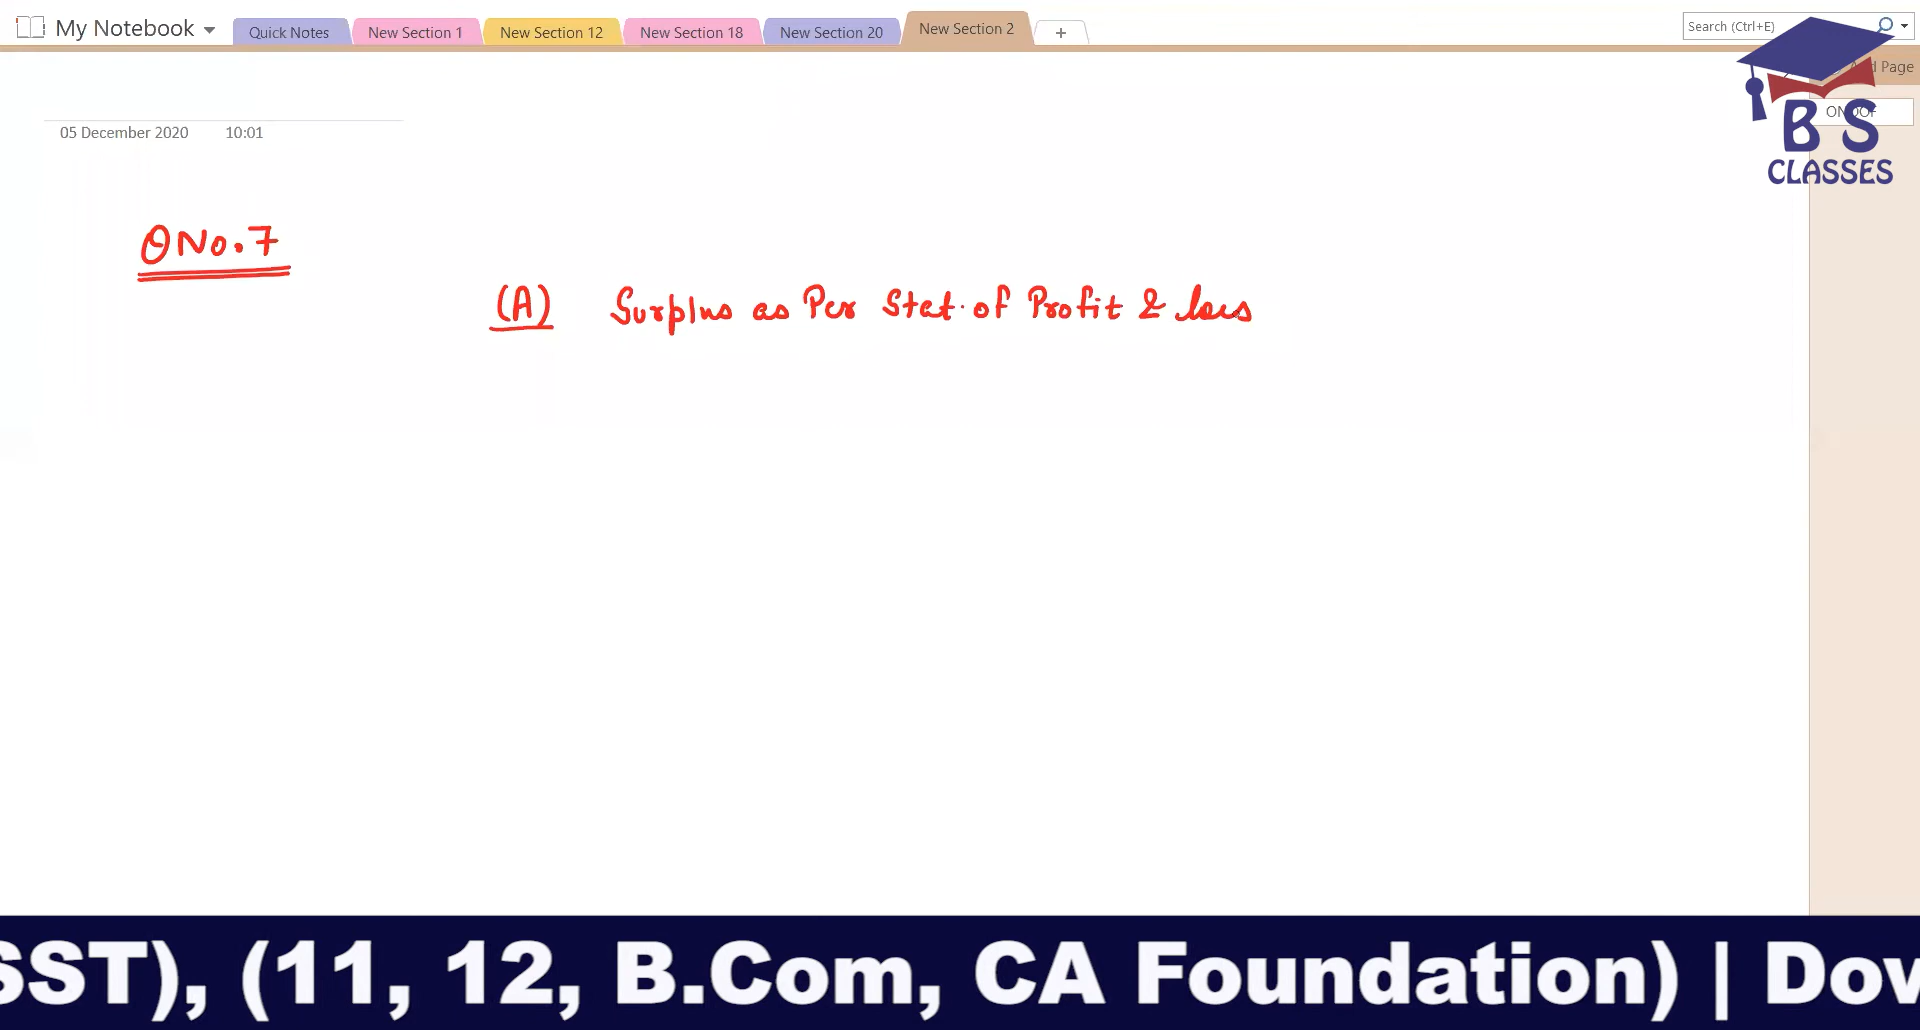 My Notebook
Quick Notes
New Section 1
New Section 12
New Section 18
New Section 20
New Section 2
+
Search (Ctrl+E)
Page
05 December 2020 10:01
B S
CLASSES
QNo.7
(A) Surplus as Per Stat. of Profit & loss
SST), (11, 12, B.Com, CA Foundation) | Dov